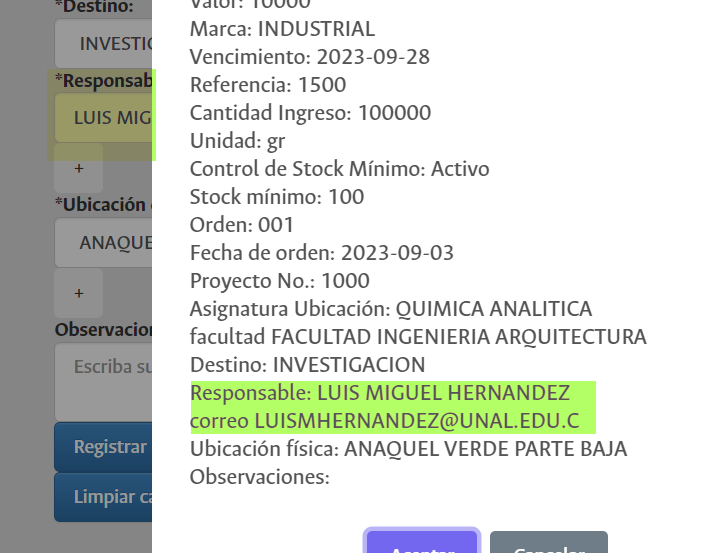 *Destino:
INVESTIG
*Responsab
LUIS MIG
+
*Ubicación
ANAQUE
+
Observacion
Escriba su
Registrar
Limpiar ca
Valor: 10000
Marca: INDUSTRIAL
Vencimiento: 2023-09-28
Referencia: 1500
Cantidad Ingreso: 100000
Unidad: gr
Control de Stock Mínimo: Activo
Stock mínimo: 100
Orden: 001
Fecha de orden: 2023-09-03
Proyecto No.: 1000
Asignatura Ubicación: QUIMICA ANALITICA
facultad FACULTAD INGENIERIA ARQUITECTURA
Destino: INVESTIGACION
Responsable: LUIS MIGUEL HERNANDEZ
correo LUISMHERNANDEZ@UNAL.EDU.C
Ubicación física: ANAQUEL VERDE PARTE BAJA
Observaciones:
Aceptar
Cancelar